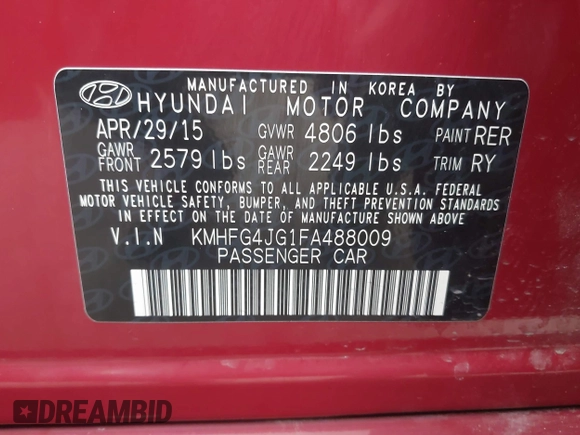 MANUFACTURED IN KOREA BY
HYUNDAI MOTOR COMPANY
APR/29/15 GVWR 4806 lbs PAINT RER
GAWR FRONT 2579 lbs GAWR REAR 2249 lbs TRIM RY
THIS VEHICLE CONFORMS TO ALL APPLICABLE U.S.A. FEDERAL
MOTOR VEHICLE SAFETY, BUMPER, AND THEFT PREVENTION STANDARDS
IN EFFECT ON THE DATE OF MANUFACTURE SHOWN ABOVE.
V.I.N KMHFG4JG1FA488009
PASSENGER CAR
DREAMBID